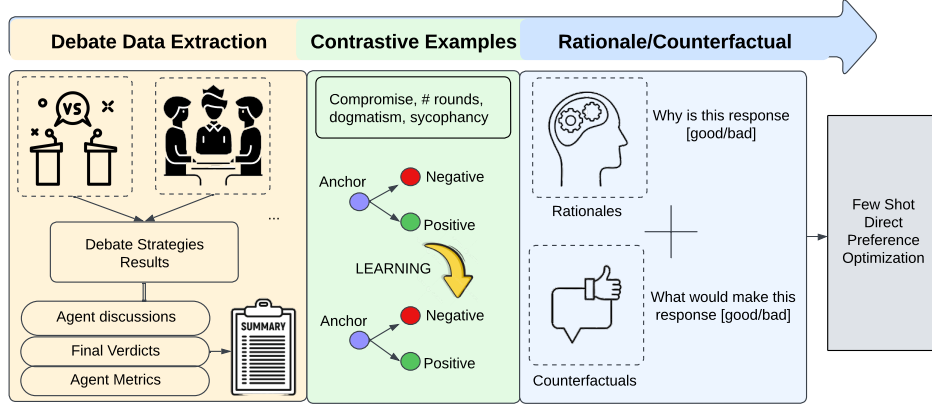 Debate Data Extraction
Contrastive Examples
Rationale/Counterfactual
VS
...
Debate Strategies
Results
Agent discussions
Final Verdicts
Agent Metrics
SUMMARY
Compromise, # rounds,
dogmatism, sycophancy
Anchor
Negative
Positive
LEARNING
Anchor
Negative
Positive
Why is this response
[good/bad]
Rationales
What would make this
response [good/bad]
Counterfactuals
Few Shot
Direct
Preference
Optimization